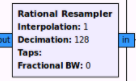 Rational Resampler
Interpolation: 1
out
Decimation: 128
in
Taps:
Fractional BW: 0